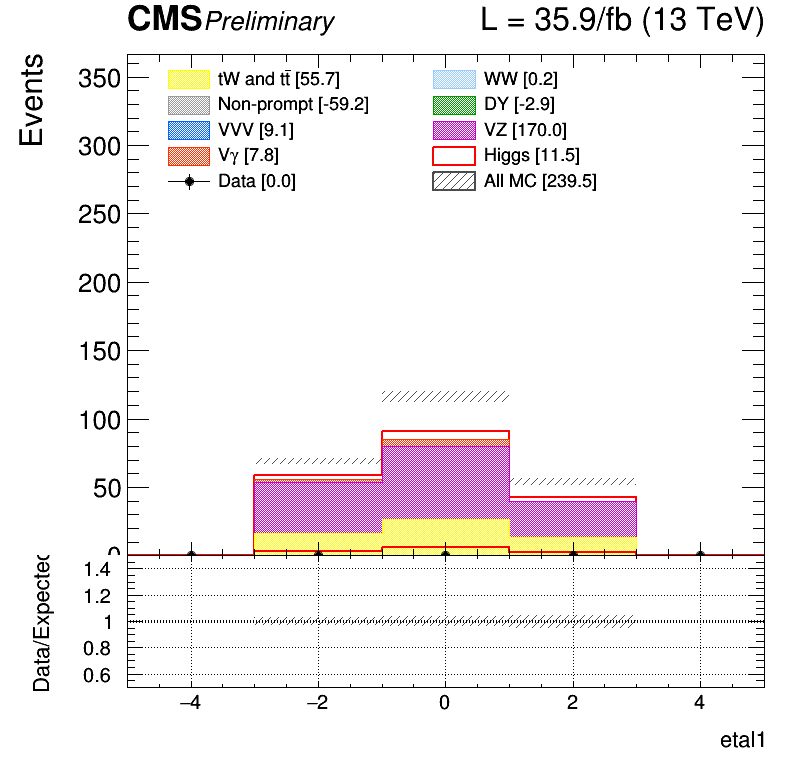 CMS Preliminary L = 35.9/fb (13 TeV)
Events
350
300
250
200
150
100
50
0
tW and tt̄ [55.7] WW [0.2]
Non-prompt [-59.2] DY [-2.9]
VVV [9.1] VZ [170.0]
Vγ [7.8] Higgs [11.5]
Data [0.0] All MC [239.5]
Data/Expected
1.4
1.2
1
0.8
0.6
−4 −2 0 2 4
etal1